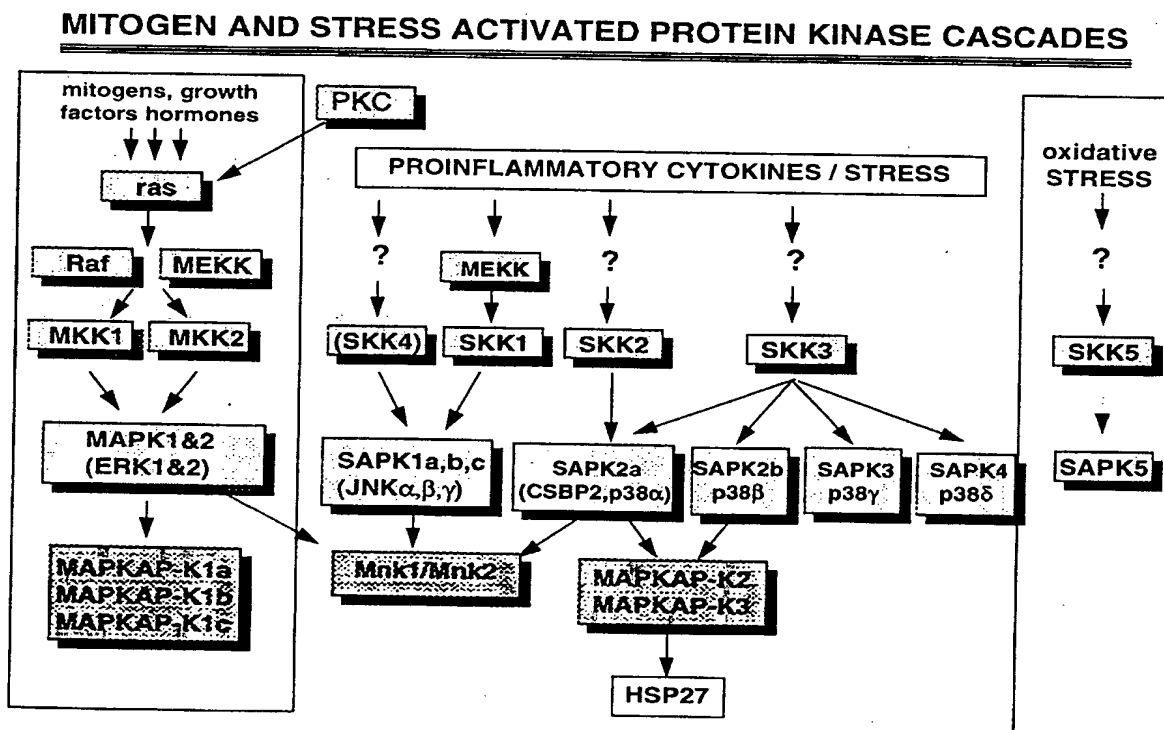 MITOGEN AND STRESS ACTIVATED PROTEIN KINASE CASCADES
mitogens, growth
factors hormones
PKC
ras
Raf
MEKK
MKK1
MKK2
MAPK1&2
(ERK1&2)
MAPKAP-K1a
MAPKAP-K1b
MAPKAP-K1c
PROINFLAMMATORY CYTOKINES / STRESS
?
MEKK
?
?
(SKK4)
SKK1
SKK2
SKK3
SAPK1a,b,c
(JNKα,β,γ)
SAPK2a
(CSBP2,p38α)
SAPK2b
p38β
SAPK3
p38γ
SAPK4
p38δ
Mnk1/Mnk2
MAPKAP-K2
MAPKAP-K3
HSP27
oxidative
STRESS
?
SKK5
SAPK5